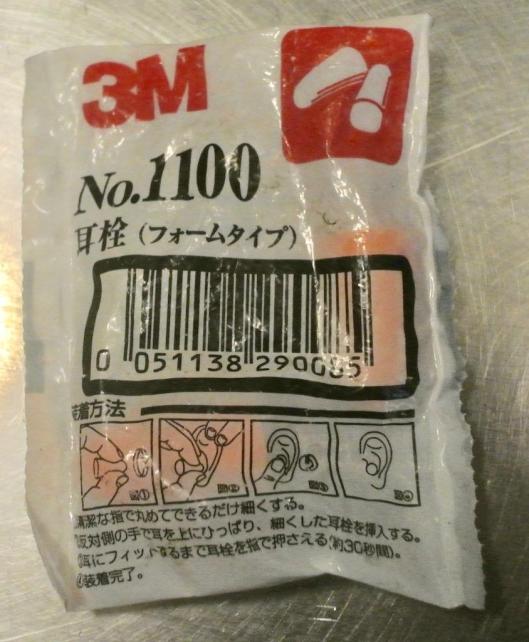 3M
No.1100
耳栓（フォームタイプ）
0 051138 290085
装着方法
清潔な指で丸めてできるだけ細くする。
反対側の手で耳を上にひっぱり、細くした耳栓を挿入する。
耳にフィットするまで耳栓を指で押さえる(約30秒間)。
④装着完了。